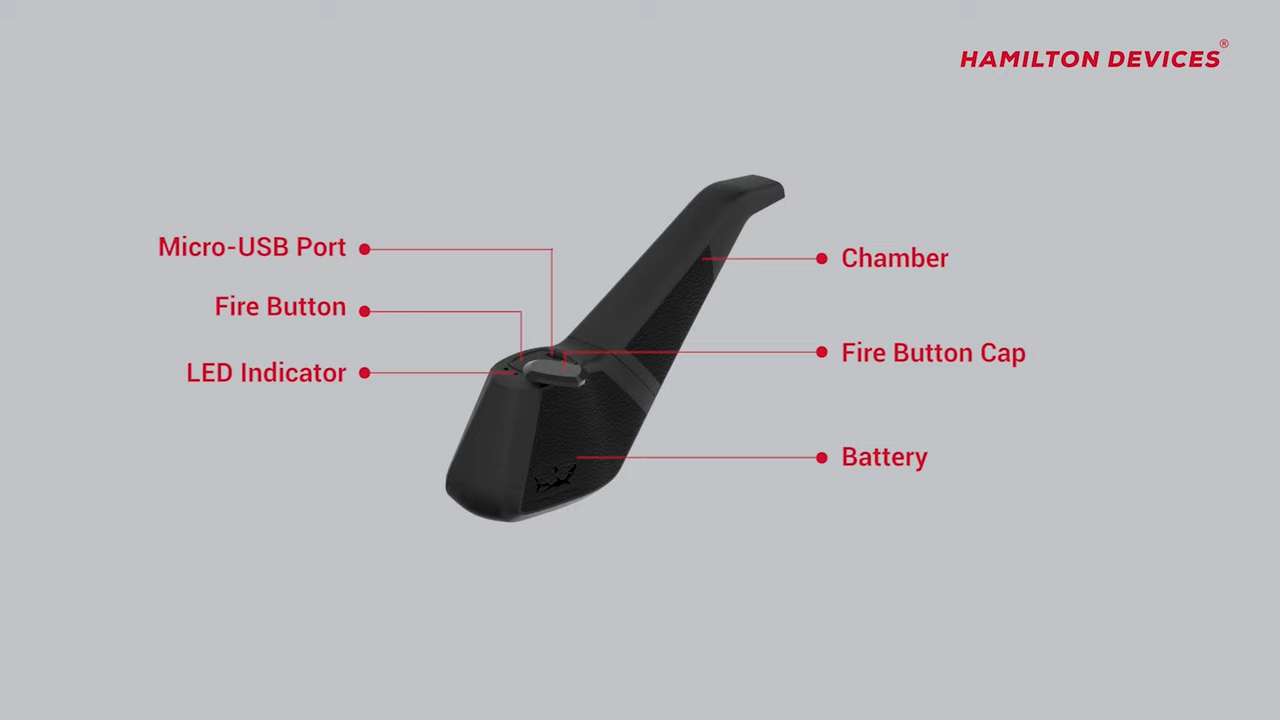 HAMILTON DEVICES®
Micro-USB Port
Fire Button
LED Indicator
Chamber
Fire Button Cap
Battery